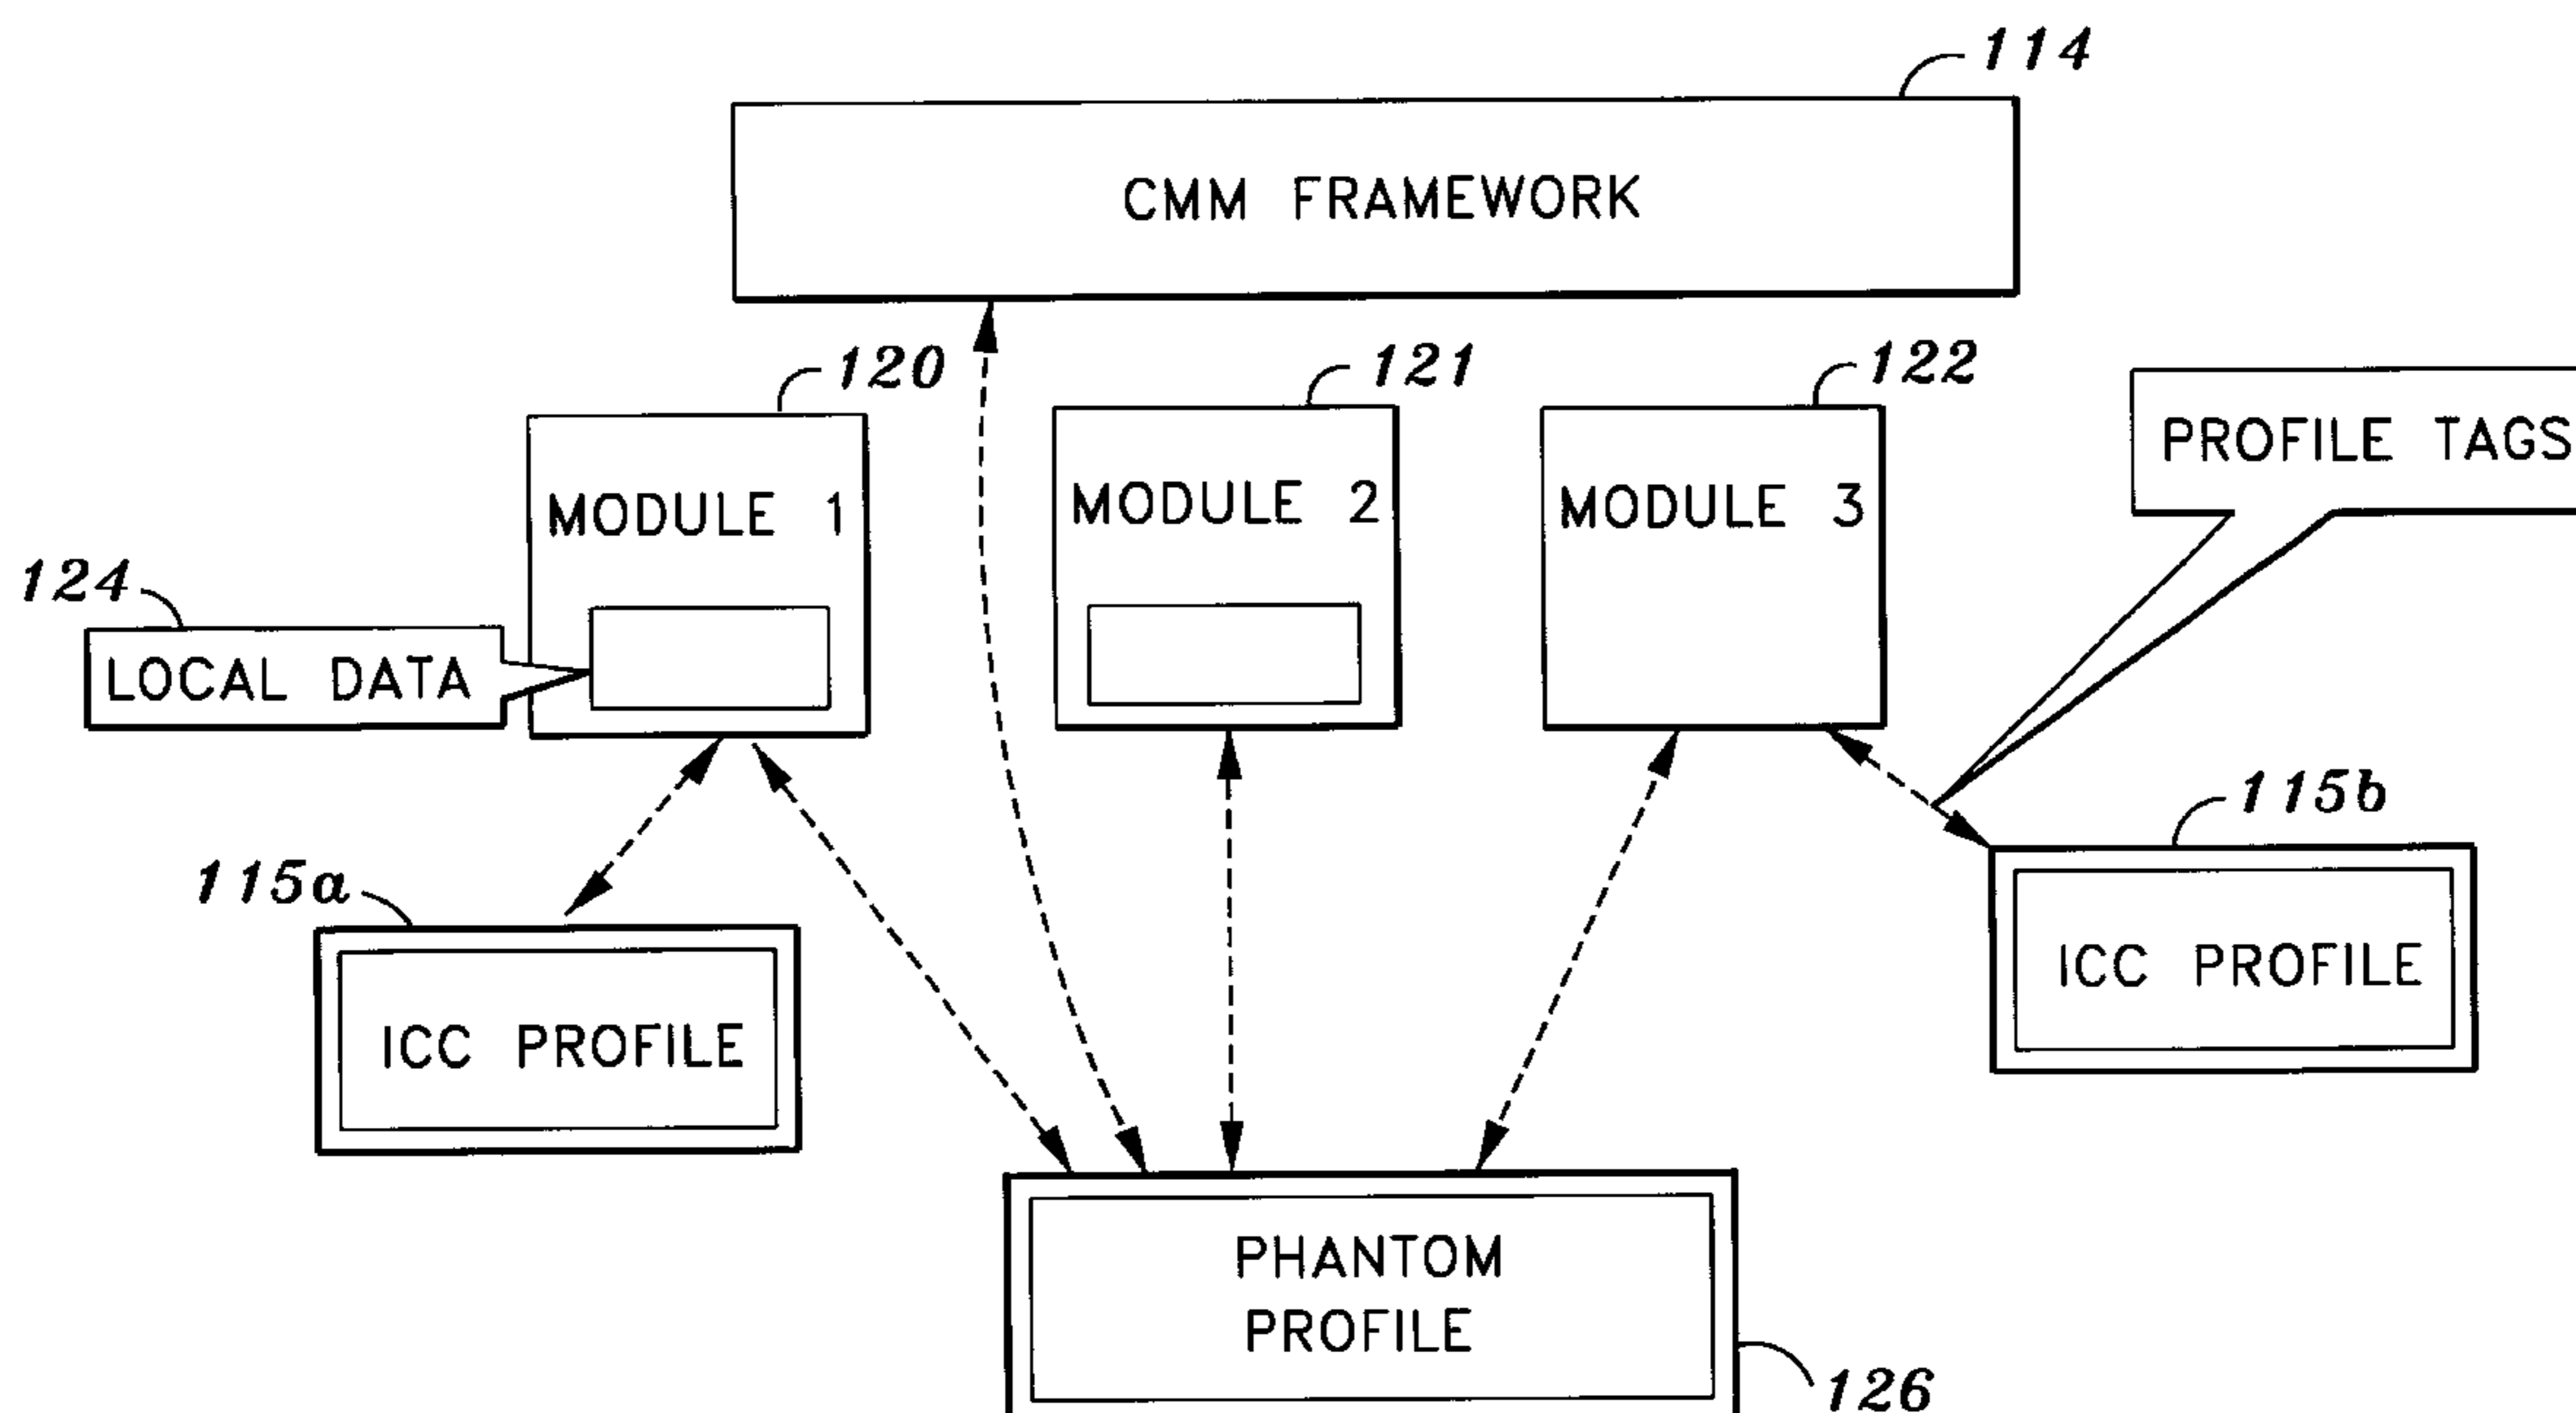 114
CMM FRAMEWORK
120
121
122
PROFILE TAGS
MODULE 1
MODULE 2
MODULE 3
124
LOCAL DATA
115b
115a
ICC PROFILE
ICC PROFILE
PHANTOM
PROFILE
126